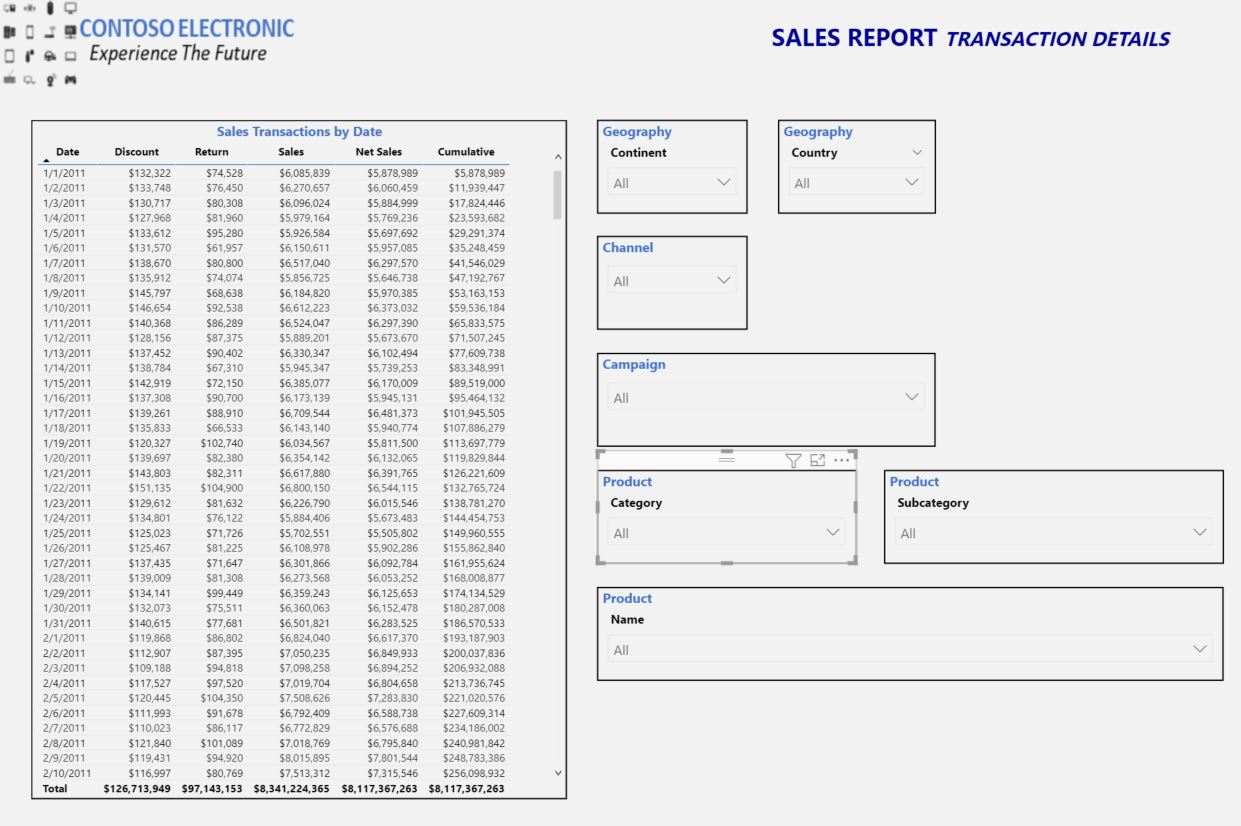 CONTOSO ELECTRONIC
Experience The Future
SALES REPORT TRANSACTION DETAILS
Sales Transactions by Date
Date Discount Return Sales Net Sales Cumulative
1/1/2011 $132,322 $74,528 $6,085,839 $5,878,989 $5,878,989
1/2/2011 $133,748 $76,450 $6,270,657 $6,060,459 $11,939,447
1/3/2011 $130,717 $80,308 $6,096,024 $5,884,999 $17,824,446
1/4/2011 $127,968 $81,960 $5,979,164 $5,769,236 $23,593,682
1/5/2011 $133,612 $95,280 $5,926,584 $5,697,692 $29,291,374
1/6/2011 $131,570 $61,957 $6,150,611 $5,957,085 $35,248,459
1/7/2011 $138,670 $80,800 $6,517,040 $6,297,570 $41,546,029
1/8/2011 $135,912 $74,074 $5,856,725 $5,646,738 $47,192,767
1/9/2011 $145,797 $68,638 $6,184,820 $5,970,385 $53,163,153
1/10/2011 $146,654 $92,538 $6,612,223 $6,373,032 $59,536,184
1/11/2011 $140,368 $86,289 $6,524,047 $6,297,390 $65,833,575
1/12/2011 $128,156 $87,375 $5,889,201 $5,673,670 $71,507,245
1/13/2011 $137,452 $90,402 $6,330,347 $6,102,494 $77,609,738
1/14/2011 $138,784 $67,310 $5,945,347 $5,739,253 $83,348,991
1/15/2011 $142,919 $72,150 $6,385,077 $6,170,009 $89,519,000
1/16/2011 $137,308 $90,700 $6,173,139 $5,945,131 $95,464,132
1/17/2011 $139,261 $88,910 $6,709,544 $6,481,373 $101,945,505
1/18/2011 $135,833 $66,533 $6,143,140 $5,940,774 $107,886,279
1/19/2011 $120,327 $102,740 $6,034,567 $5,811,500 $113,697,779
1/20/2011 $139,697 $82,380 $6,354,142 $6,132,065 $119,829,844
1/21/2011 $143,803 $82,311 $6,617,880 $6,391,765 $126,221,609
1/22/2011 $151,135 $104,900 $6,800,150 $6,544,115 $132,765,724
1/23/2011 $129,612 $81,632 $6,226,790 $6,015,546 $138,781,270
1/24/2011 $134,801 $76,122 $5,884,406 $5,673,483 $144,454,753
1/25/2011 $125,023 $71,726 $5,702,551 $5,505,802 $149,960,555
1/26/2011 $125,467 $81,225 $6,108,978 $5,902,286 $155,862,840
1/27/2011 $137,435 $71,647 $6,301,866 $6,092,784 $161,955,624
1/28/2011 $139,009 $81,308 $6,273,568 $6,053,252 $168,008,877
1/29/2011 $134,141 $99,449 $6,359,243 $6,125,653 $174,134,529
1/30/2011 $132,073 $75,511 $6,360,063 $6,152,478 $180,287,008
1/31/2011 $140,615 $77,681 $6,501,821 $6,283,525 $186,570,533
2/1/2011 $119,868 $86,802 $6,824,040 $6,617,370 $193,187,903
2/2/2011 $112,907 $87,395 $7,050,235 $6,849,933 $200,037,836
2/3/2011 $109,188 $94,818 $7,098,258 $6,894,252 $206,932,088
2/4/2011 $117,527 $97,520 $7,019,704 $6,804,658 $213,736,745
2/5/2011 $120,445 $104,350 $7,508,626 $7,283,830 $221,020,576
2/6/2011 $111,993 $91,678 $6,792,409 $6,588,738 $227,609,314
2/7/2011 $110,023 $86,117 $6,772,829 $6,576,688 $234,186,002
2/8/2011 $121,840 $101,089 $7,018,769 $6,795,840 $240,981,842
2/9/2011 $119,431 $94,920 $8,015,895 $7,801,544 $248,783,386
2/10/2011 $116,997 $80,769 $7,513,312 $7,315,546 $256,098,932
Total $126,713,949 $97,143,153 $8,341,224,365 $8,117,367,263 $8,117,367,263
Geography
Continent
All
Geography
Country
All
Channel
All
Campaign
All
Product
Category
All
Product
Subcategory
All
Product
Name
All